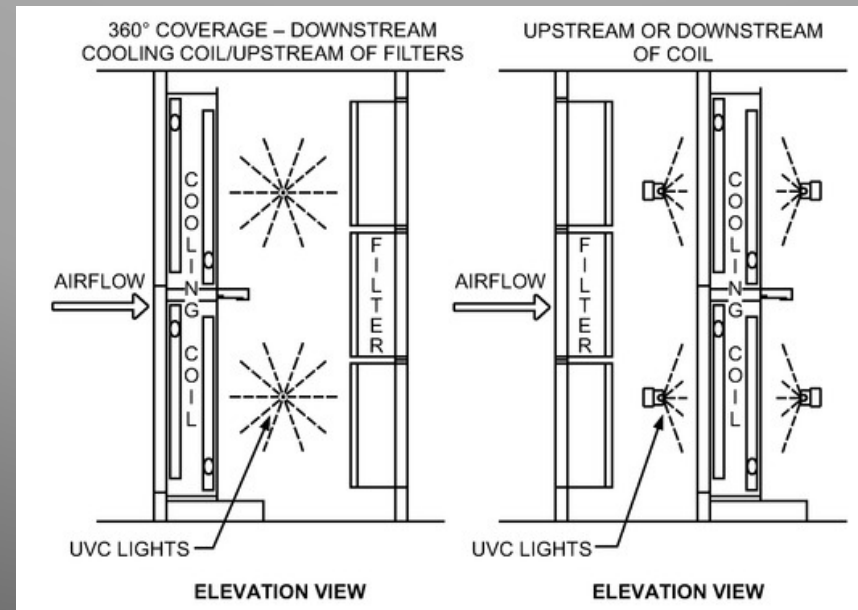 360° COVERAGE – DOWNSTREAM
COOLING COIL/UPSTREAM OF FILTERS
COOLING COIL
FILTER
AIRFLOW
UVC LIGHTS
ELEVATION VIEW
UPSTREAM OR DOWNSTREAM
OF COIL
AIRFLOW
FILTER
COOLING COIL
UVC LIGHTS
ELEVATION VIEW